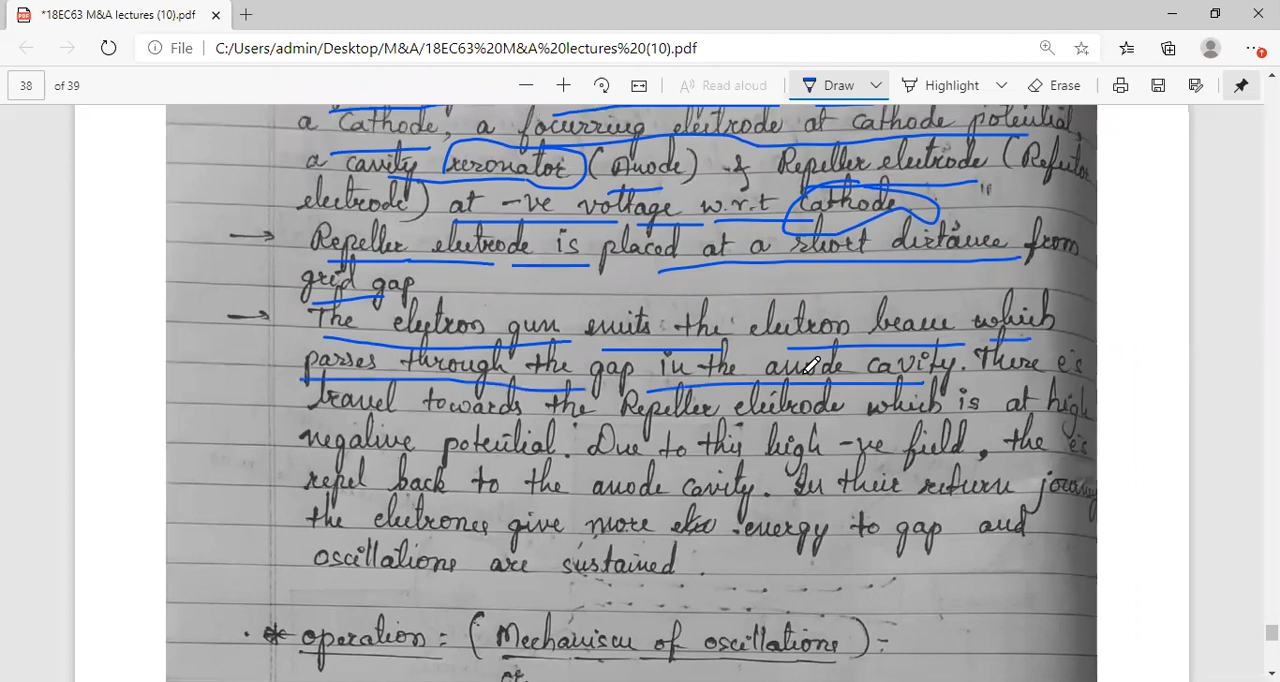 *18EC63 M&A lectures (10).pdf
File
C:/Users/admin/Desktop/M&A/18EC63%20M&A%20lectures%20(10).pdf
38 of 39
Read aloud
Draw
Highlight
Erase
a Cathode, a focurring electrode at cathode potential,
a cavity resonator (Anode) & Repeller electrode (Reflector
electrode) at -ve voltage w.r.t Cathode "
→ Repeller electrode is placed at a short distance from
grid gap
→ The electron gun emits the electron beam which
passes through the gap in the anode cavity. These e's
travel towards the Repeller electrode which is at high
negative potential. Due to this high -ve field, the e's
repel back to the anode cavity. In their return journey
the electrones give more energy to gap and
oscillations are sustained.
* operation:= (Mechanism of oscillations):=
of